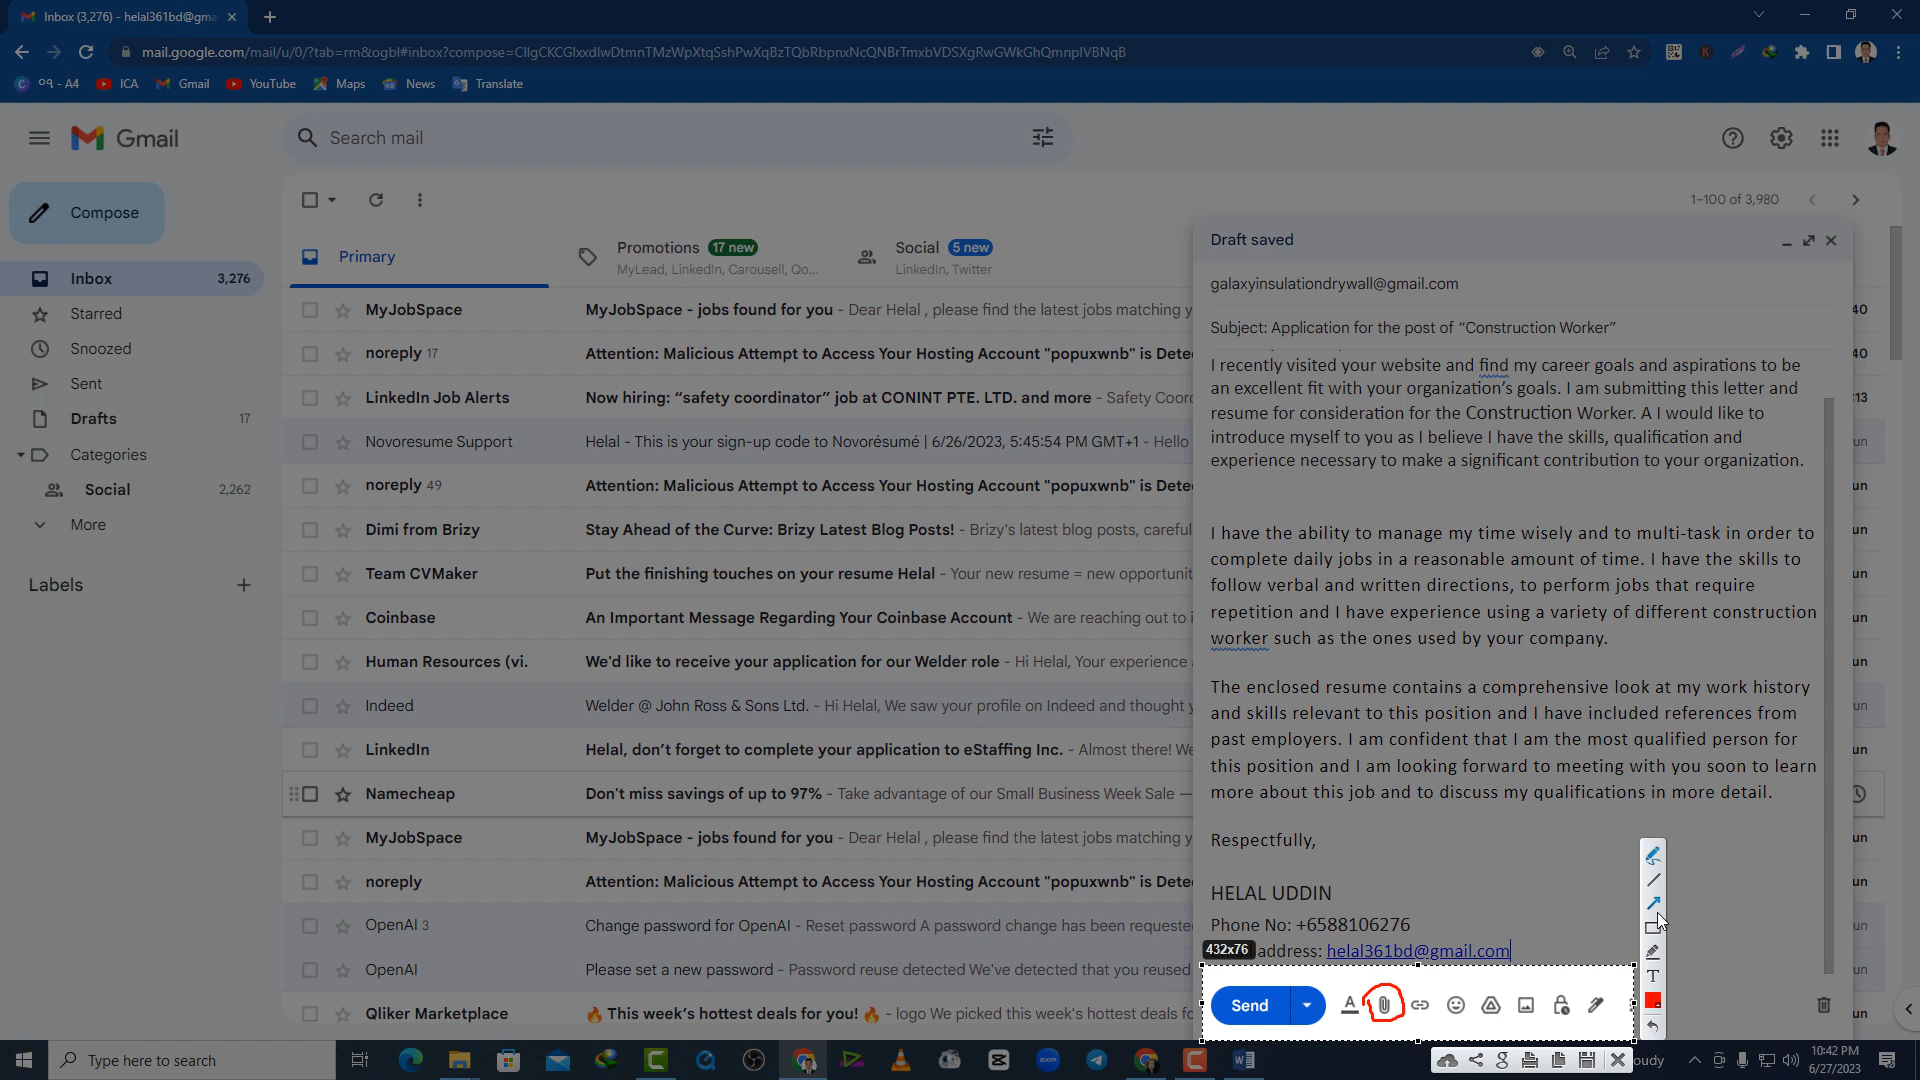 Inbox (3,276) - helal361bd@gma
mail.google.com/mail/u/0/?tab=rm&ogbl#inbox?compose=
০৭ - A4
ICA
Gmail
YouTube
Maps
News
Translate
Gmail
Search mail
Compose
1–100 of 3,980
Inbox 3,276
Starred
Snoozed
Sent
Drafts 17
Categories
Social 2,262
More
Labels
Primary
Promotions 17 new
MyLead, LinkedIn, Carousell, Qo...
Social 5 new
LinkedIn, Twitter
MyJobSpace MyJobSpace - jobs found for you - Dear Helal , please find the latest jobs matching y 40
noreply 17 Attention: Malicious Attempt to Access Your Hosting Account "popuxwnb" is Dete 40
LinkedIn Job Alerts Now hiring: “safety coordinator” job at CONINT PTE. LTD. and more - Safety Coor :13
Novoresume Support Helal - This is your sign-up code to Novorésumé | 6/26/2023, 5:45:54 PM GMT+1 - Hello un
noreply 49 Attention: Malicious Attempt to Access Your Hosting Account "popuxwnb" is Dete un
Dimi from Brizy Stay Ahead of the Curve: Brizy Latest Blog Posts! - Brizy's latest blog posts, careful un
Team CVMaker Put the finishing touches on your resume Helal - Your new resume = new opportunit un
Coinbase An Important Message Regarding Your Coinbase Account - We are reaching out to i un
Human Resources (vi. We'd like to receive your application for our Welder role - Hi Helal, Your experience a un
Indeed Welder @ John Ross & Sons Ltd. - Hi Helal, We saw your profile on Indeed and thought y un
LinkedIn Helal, don’t forget to complete your application to eStaffing Inc. - Almost there! We un
Namecheap Don't miss savings of up to 97% - Take advantage of our Small Business Week Sale —
MyJobSpace MyJobSpace - jobs found for you - Dear Helal , please find the latest jobs matching y un
noreply Attention: Malicious Attempt to Access Your Hosting Account "popuxwnb" is Dete un
OpenAI 3 Change password for OpenAI - Reset password A password change has been requeste un
OpenAI Please set a new password - Password reuse detected We've detected that you reused un
Qliker Marketplace 🔥 This week’s hottest deals for you! 🔥 - logo We picked this week's hottest deals for un
Draft saved
galaxyinsulationdrywall@gmail.com
Subject: Application for the post of “Construction Worker”
I recently visited your website and find my career goals and aspirations to be
an excellent fit with your organization’s goals. I am submitting this letter and
resume for consideration for the Construction Worker. A I would like to
introduce myself to you as I believe I have the skills, qualification and
experience necessary to make a significant contribution to your organization.
I have the ability to manage my time wisely and to multi-task in order to
complete daily jobs in a reasonable amount of time. I have the skills to
follow verbal and written directions, to perform jobs that require
repetition and I have experience using a variety of different construction
worker such as the ones used by your company.
The enclosed resume contains a comprehensive look at my work history
and skills relevant to this position and I have included references from
past employers. I am confident that I am the most qualified person for
this position and I am looking forward to meeting with you soon to learn
more about this job and to discuss my qualifications in more detail.
Respectfully,
HELAL UDDIN
Phone No: +6588106276
432x76
address: helal361bd@gmail.com
Send
T
Type here to search
zoom
oudy
10:42 PM
6/27/2023